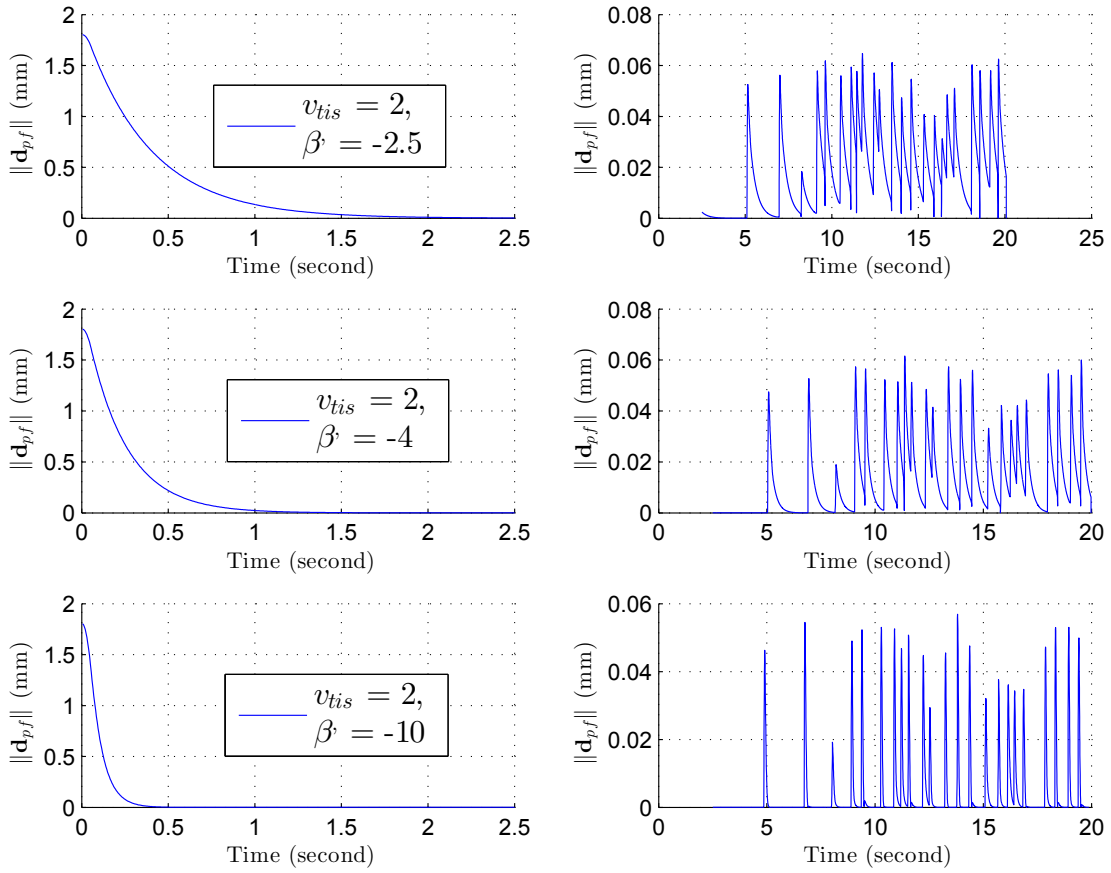 2
1.5
1
0.5
0
||d_pf|| (mm)
v_tis = 2,
β' = -2.5
0 0.5 1 1.5 2 2.5
Time (second)
0.08
0.06
0.04
0.02
0
||d_pf|| (mm)
0 5 10 15 20 25
Time (second)
2
1.5
1
0.5
0
||d_pf|| (mm)
v_tis = 2,
β' = -4
0 0.5 1 1.5 2 2.5
Time (second)
0.08
0.06
0.04
0.02
0
||d_pf|| (mm)
0 5 10 15 20
Time (second)
2
1.5
1
0.5
0
||d_pf|| (mm)
v_tis = 2,
β' = -10
0 0.5 1 1.5 2 2.5
Time (second)
0.06
0.04
0.02
0
||d_pf|| (mm)
0 5 10 15 20
Time (second)